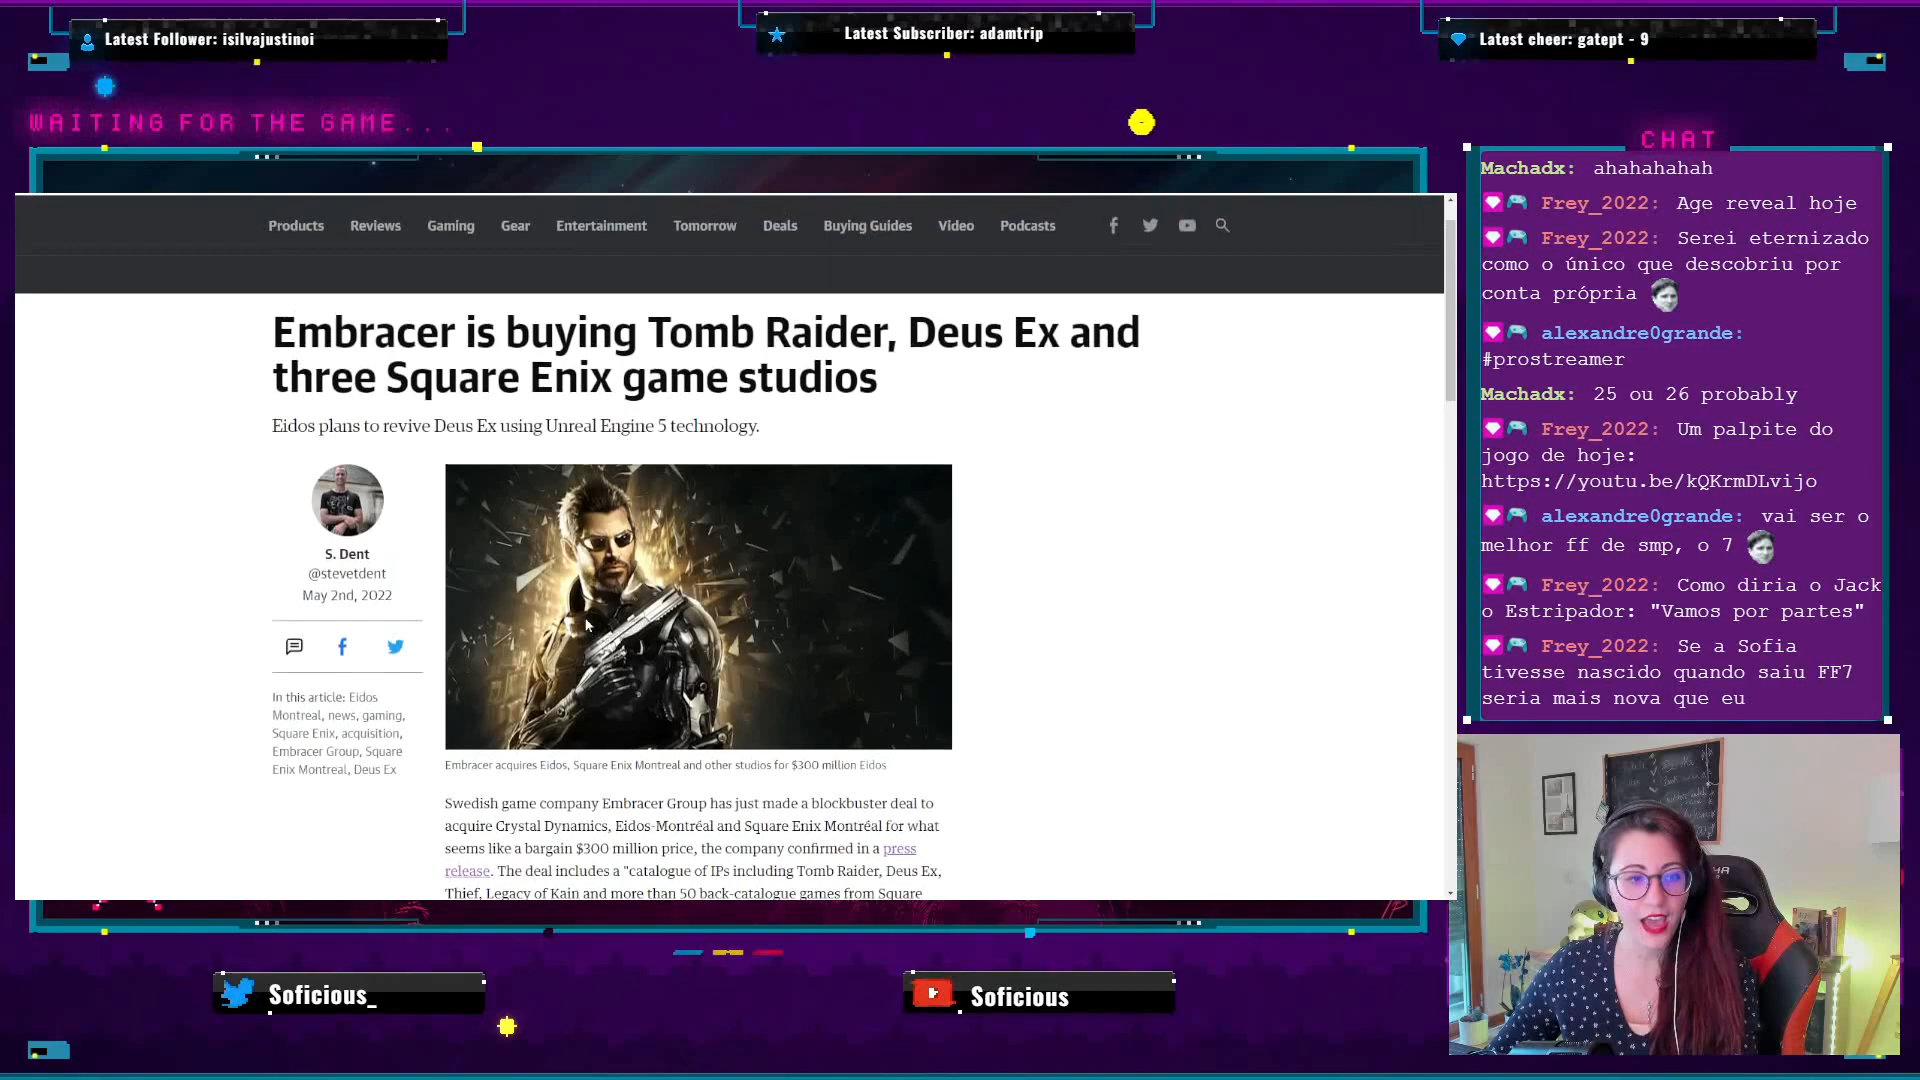 Latest Follower: isilvajustinoi
Latest Subscriber: adamtrip
Latest cheer: gatept - 9
WAITING FOR THE GAME...
CHAT
Products Reviews Gaming Gear Entertainment Tomorrow Deals Buying Guides Video Podcasts
Embracer is buying Tomb Raider, Deus Ex and
three Square Enix game studios
Eidos plans to revive Deus Ex using Unreal Engine 5 technology.
S. Dent
@stevetdent
May 2nd, 2022
In this article: Eidos
Montreal, news, gaming,
Square Enix, acquisition,
Embracer Group, Square
Enix Montreal, Deus Ex
Embracer acquires Eidos, Square Enix Montreal and other studios for $300 million Eidos
Swedish game company Embracer Group has just made a blockbuster deal to
acquire Crystal Dynamics, Eidos-Montréal and Square Enix Montréal for what
seems like a bargain $300 million price, the company confirmed in a press
release. The deal includes a "catalogue of IPs including Tomb Raider, Deus Ex,
Thief, Legacy of Kain and more than 50 back-catalogue games from Square
Machadx: ahahahahah
Frey_2022: Age reveal hoje
Frey_2022: Serei eternizado
como o único que descobriu por
conta própria
alexandre0grande:
#prostreamer
Machadx: 25 ou 26 probably
Frey_2022: Um palpite do
jogo de hoje:
https://youtu.be/kQKrmDLvijo
alexandre0grande: vai ser o
melhor ff de smp, o 7
Frey_2022: Como diria o Jack
o Estripador: "Vamos por partes"
Frey_2022: Se a Sofia
tivesse nascido quando saiu FF7
seria mais nova que eu
Soficious_
Soficious